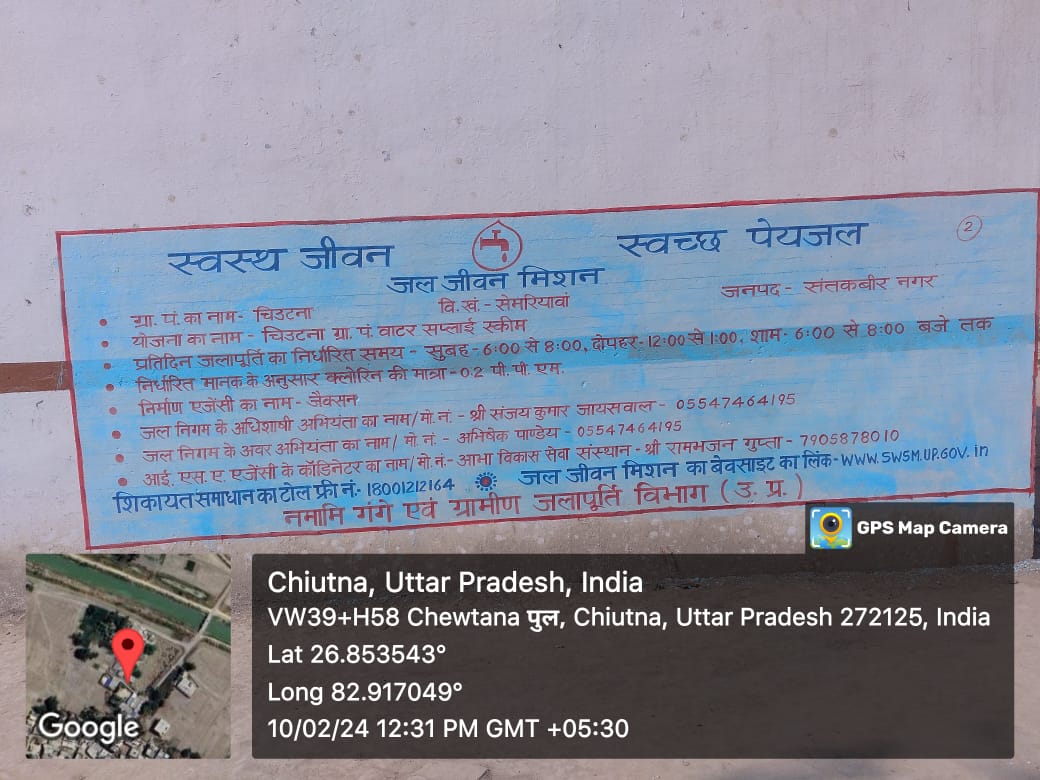 स्वस्थ जीवन स्वच्छ पेयजल 2
जल जीवन मिशन
ग्रा. पं. का नाम - चिउटना वि. खं. - सेमरियावां जनपद - संतकबीर नगर
योजना का नाम - चिउटना ग्रा. पं. वाटर सप्लाई स्कीम
प्रतिदिन जलापूर्ति का निर्धारित समय - सुबह - 6:00 से 8:00, दोपहर - 12:00 से 1:00, शाम - 6:00 से 8:00 बजे तक
निर्धारित मानक के अनुसार क्लोरिन की मात्रा - 0.2 पी. पी. एम.
निर्माण एजेंसी का नाम - जैक्सन
जल निगम के अधिशाषी अभियंता का नाम/मो. नं. - श्री संजय कुमार जायसवाल - 05547464195
जल निगम के अवर अभियंता का नाम/ मो. नं. - अभिषेक पाण्डेय - 05547464195
आई. एस. ए. एजेंसी के कोडिनेटर का नाम/मो. नं. - आभा विकास सेवा संस्थान - श्री रामभजन गुप्ता - 7905878010
शिकायत समाधान का टोल फ्री नं. - 18001212164 जल जीवन मिशन का बेवसाइट का लिंक - WWW.SWSM.UP.GOV.in
नमामि गंगे एवं ग्रामीण जलापूर्ति विभाग (उ. प्र.)
GPS Map Camera
Chiutna, Uttar Pradesh, India
VW39+H58 Chewtana पुल, Chiutna, Uttar Pradesh 272125, India
Lat 26.853543°
Long 82.917049°
10/02/24 12:31 PM GMT +05:30
Google